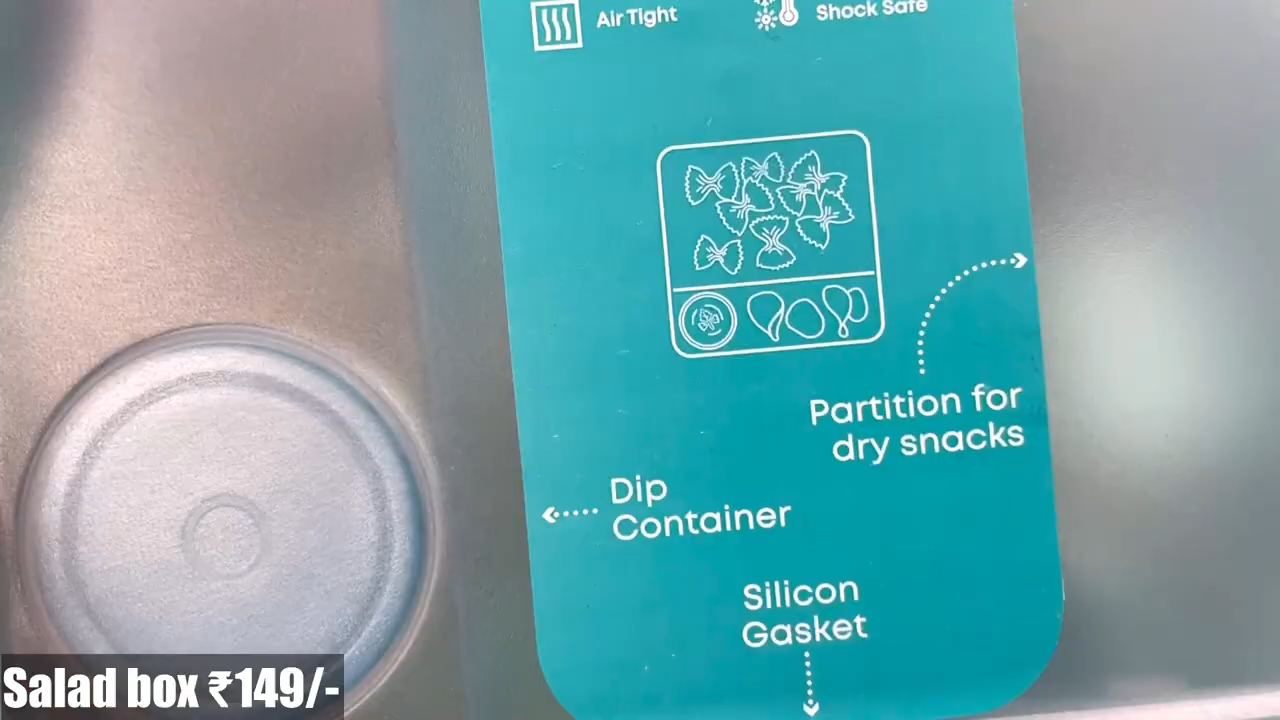 Air Tight
Shock Safe
Partition for
dry snacks
Dip
Container
Silicon
Gasket
Salad box ₹149/-